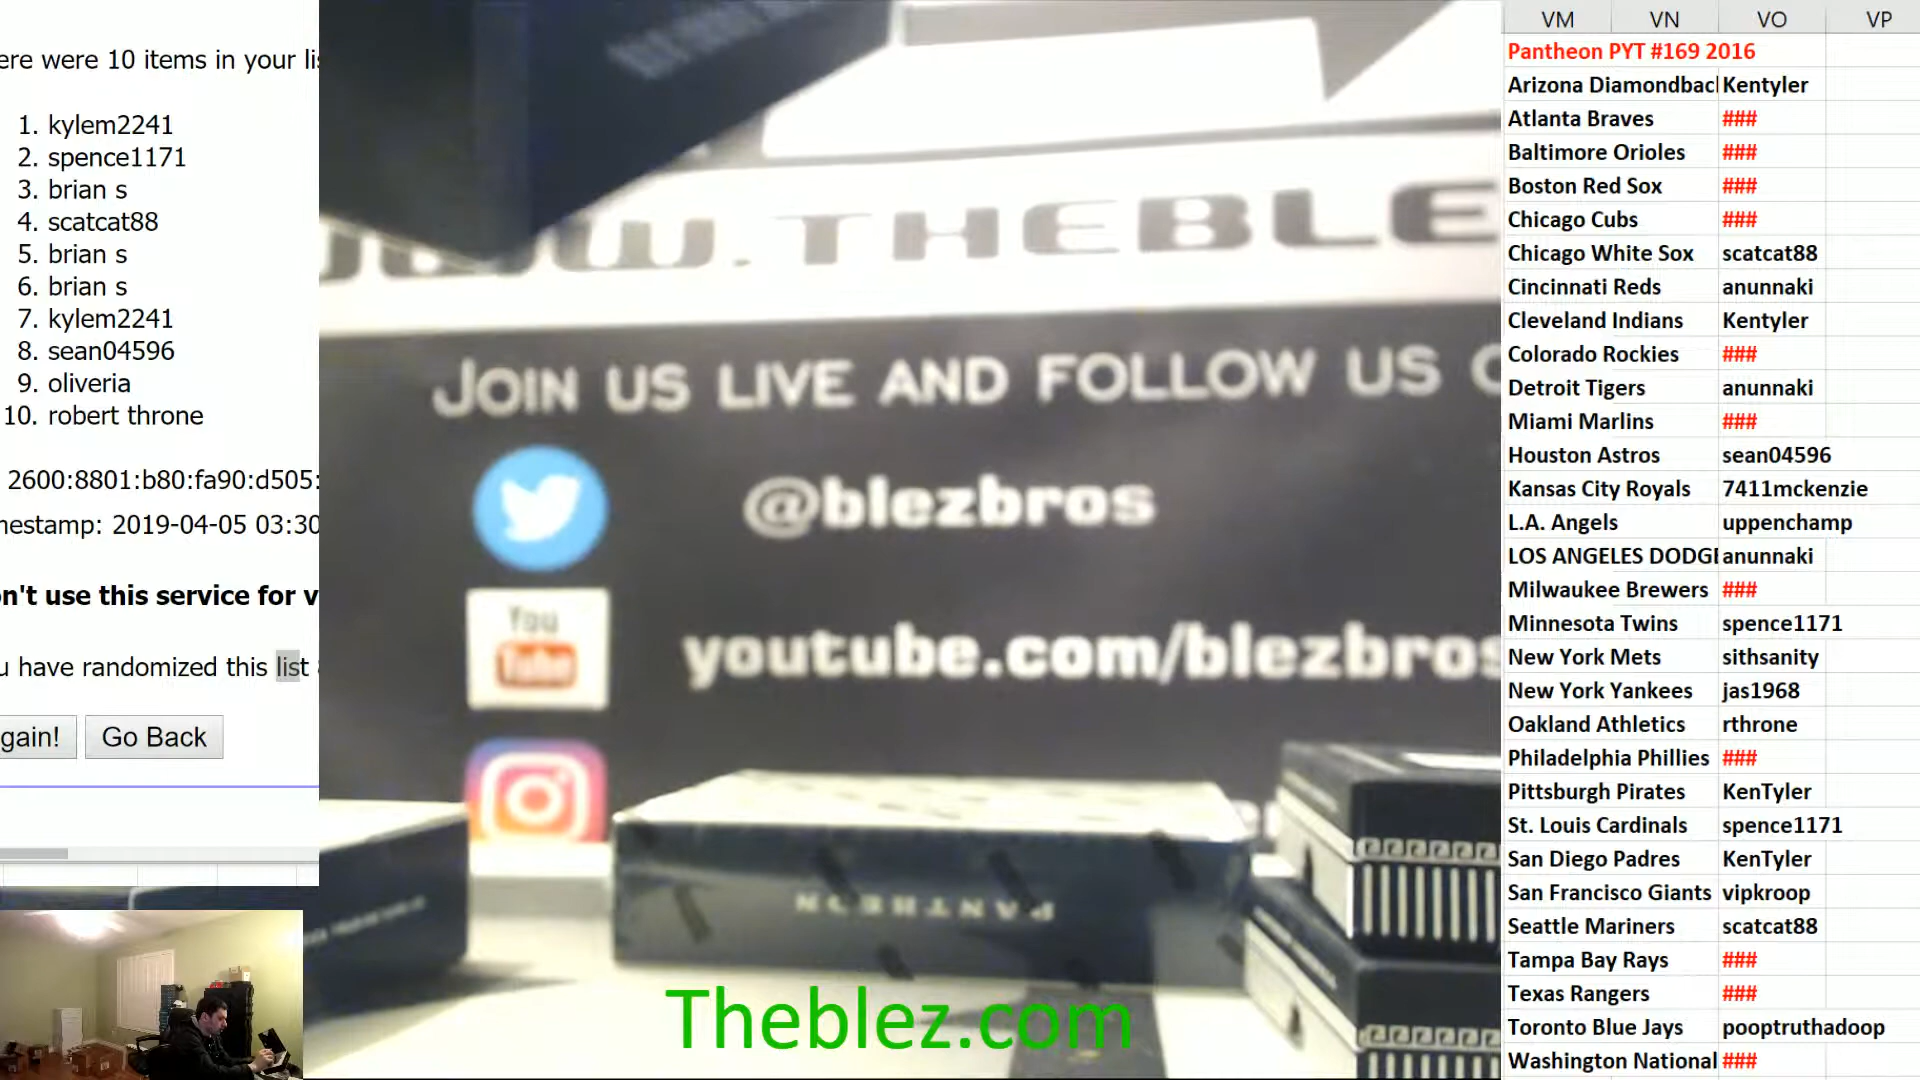 ere were 10 items in your li
1. kylem2241
2. spence1171
3. brian s
4. scatcat88
5. brian s
6. brian s
7. kylem2241
8. sean04596
9. oliveria
10. robert throne
2600:8801:b80:fa90:d505:
nestamp: 2019-04-05 03:30
n't use this service for v
u have randomized this list
gain! Go Back
WWW.THEBLE
JOIN US LIVE AND FOLLOW US
@blezbros
You
Tube
youtube.com/blezbros
PANTHEON
Theblez.com
VM VN VO VP
Pantheon PYT #169 2016
Arizona Diamondbac Kentyler
Atlanta Braves ###
Baltimore Orioles ###
Boston Red Sox ###
Chicago Cubs ###
Chicago White Sox scatcat88
Cincinnati Reds anunnaki
Cleveland Indians Kentyler
Colorado Rockies ###
Detroit Tigers anunnaki
Miami Marlins ###
Houston Astros sean04596
Kansas City Royals 7411mckenzie
L.A. Angels uppenchamp
LOS ANGELES DODGE anunnaki
Milwaukee Brewers ###
Minnesota Twins spence1171
New York Mets sithsanity
New York Yankees jas1968
Oakland Athletics rthrone
Philadelphia Phillies ###
Pittsburgh Pirates KenTyler
St. Louis Cardinals spence1171
San Diego Padres KenTyler
San Francisco Giants vipkroop
Seattle Mariners scatcat88
Tampa Bay Rays ###
Texas Rangers ###
Toronto Blue Jays pooptruthadoop
Washington National ###